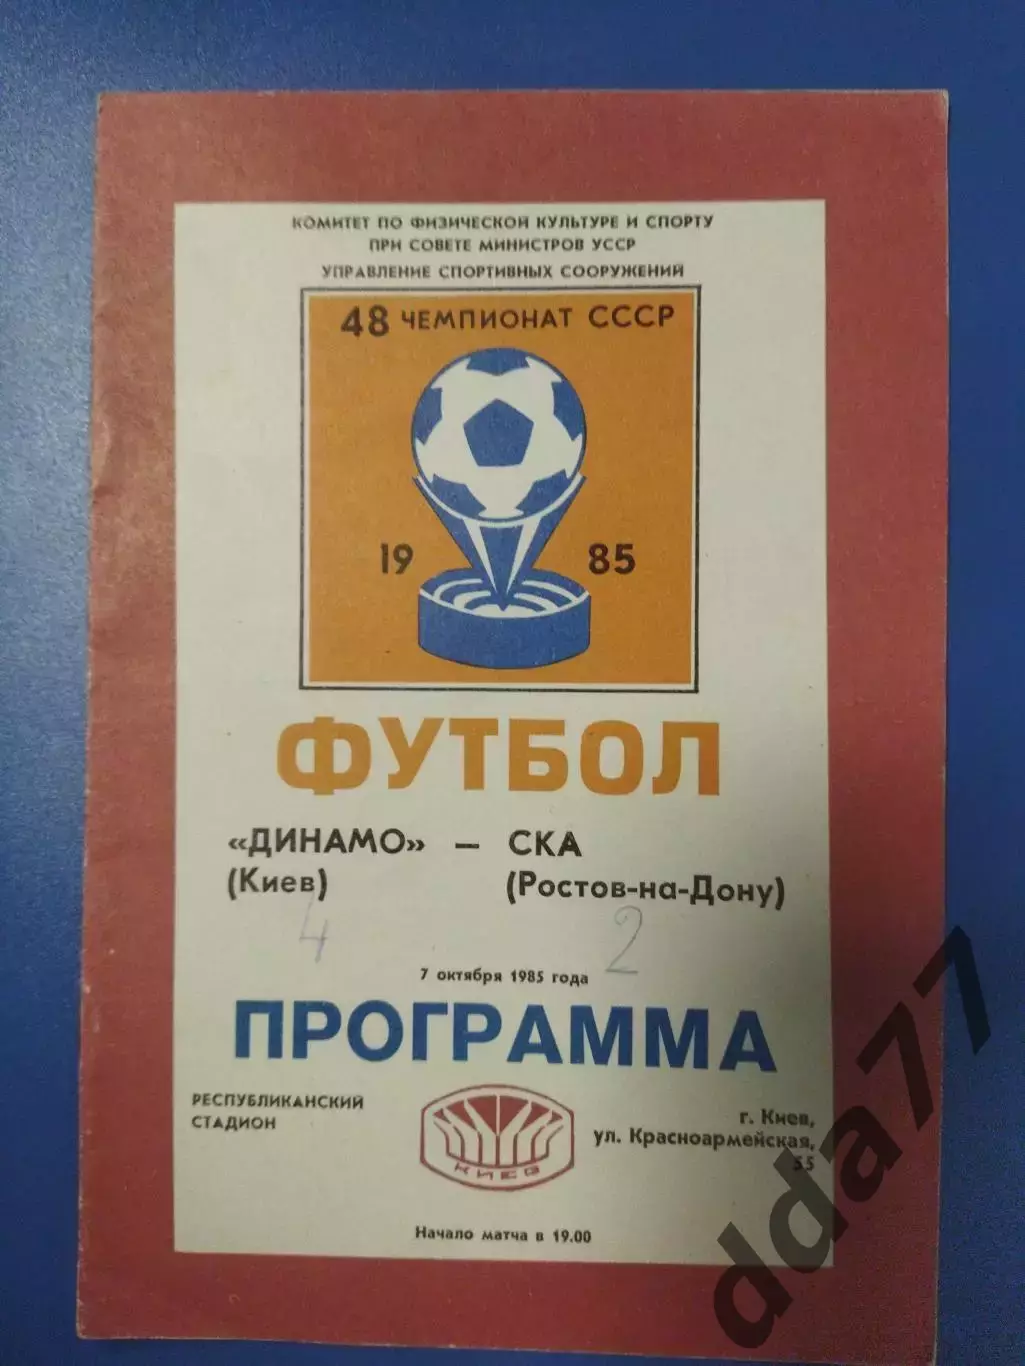 КОМИТЕТ ПО ФИЗИЧЕСКОЙ КУЛЬТУРЕ И СПОРТУ
ПРИ СОВЕТЕ МИНИСТРОВ УССР
УПРАВЛЕНИЕ СПОРТИВНЫХ СООРУЖЕНИЙ
48 ЧЕМПИОНАТ СССР
19 85
ФУТБОЛ
«ДИНАМО» — СКА
(Киев) (Ростов-на-Дону)
4 2
7 октября 1985 года
ПРОГРАММА
РЕСПУБЛИКАНСКИЙ
СТАДИОН
КИЕВ
г. Киев,
ул. Красноармейская,
55
Начало матча в 19.00
dda77